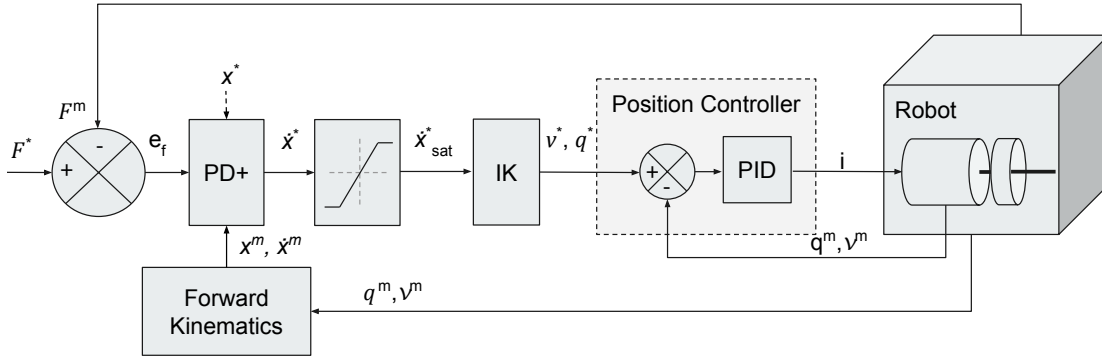 F*
F^m
+
-
e_f
x*
PD+
ẋ*
ẋ*_sat
IK
ν*, q*
Position Controller
+
-
PID
i
Robot
q^m, ν^m
x^m, ẋ^m
Forward
Kinematics
q^m, ν^m